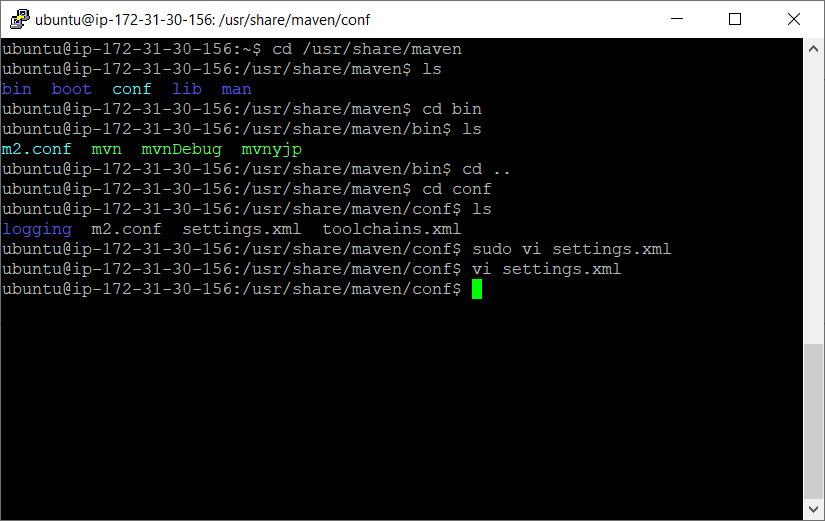 ubuntu@ip-172-31-30-156: /usr/share/maven/conf
ubuntu@ip-172-31-30-156:~$ cd /usr/share/maven
ubuntu@ip-172-31-30-156:/usr/share/maven$ ls
bin  boot  conf  lib  man
ubuntu@ip-172-31-30-156:/usr/share/maven$ cd bin
ubuntu@ip-172-31-30-156:/usr/share/maven/bin$ ls
m2.conf  mvn  mvnDebug  mvnyjp
ubuntu@ip-172-31-30-156:/usr/share/maven/bin$ cd ..
ubuntu@ip-172-31-30-156:/usr/share/maven$ cd conf
ubuntu@ip-172-31-30-156:/usr/share/maven/conf$ ls
logging  m2.conf  settings.xml  toolchains.xml
ubuntu@ip-172-31-30-156:/usr/share/maven/conf$ sudo vi settings.xml
ubuntu@ip-172-31-30-156:/usr/share/maven/conf$ vi settings.xml
ubuntu@ip-172-31-30-156:/usr/share/maven/conf$